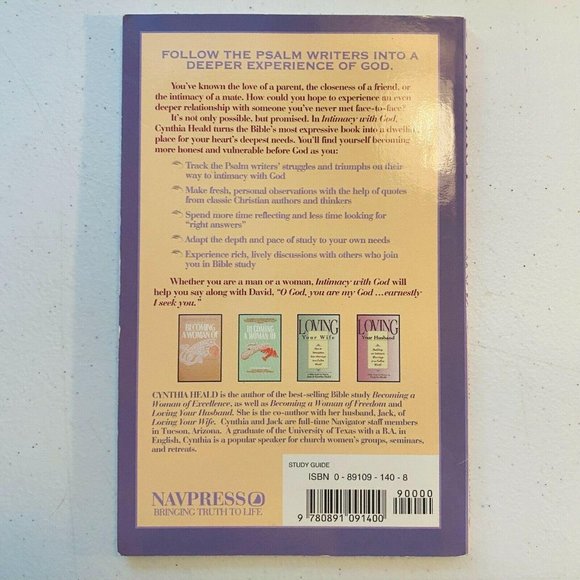 FOLLOW THE PSALM WRITERS INTO A
DEEPER EXPERIENCE OF GOD.
You've known the love of a parent, the closeness of a friend, or
the intimacy of a mate. How could you hope to experience an even
deeper relationship with someone you've never met face-to-face?
It's not only possible, but promised. In Intimacy with God,
Cynthia Heald turns the Bible's most expressive book into a dwelling
place for your heart's deepest needs. You'll find yourself becoming
more honest and vulnerable before God as you:
Track the Psalm writers' struggles and triumphs on their
way to intimacy with God
Make fresh, personal observations with the help of quotes
from classic Christian authors and thinkers
Spend more time reflecting and less time looking for
"right answers"
Adapt the depth and pace of study to your own needs
Experience rich, lively discussions with others who join
you in Bible study
Whether you are a man or a woman, Intimacy with God will
help you say along with David, "O God, you are my God ...earnestly
I seek you."
BECOMING
A WOMAN OF
BECOMING
A WOMAN OF
LOVING
Your Wife
LOVING
Your Husband
CYNTHIA HEALD is the author of the best-selling Bible study Becoming a
Woman of Excellence, as well as Becoming a Woman of Freedom and
Loving Your Husband. She is the co-author with her husband, Jack, of
Loving Your Wife. Cynthia and Jack are full-time Navigator staff members in
Tucson, Arizona. A graduate of the University of Texas with a B.A. in
English, Cynthia is a popular speaker for church women's groups, seminars,
and retreats.
STUDY GUIDE
ISBN 0 - 89109 - 140 - 8
90000
9 780891 091400
NAVPRESS
BRINGING TRUTH TO LIFE